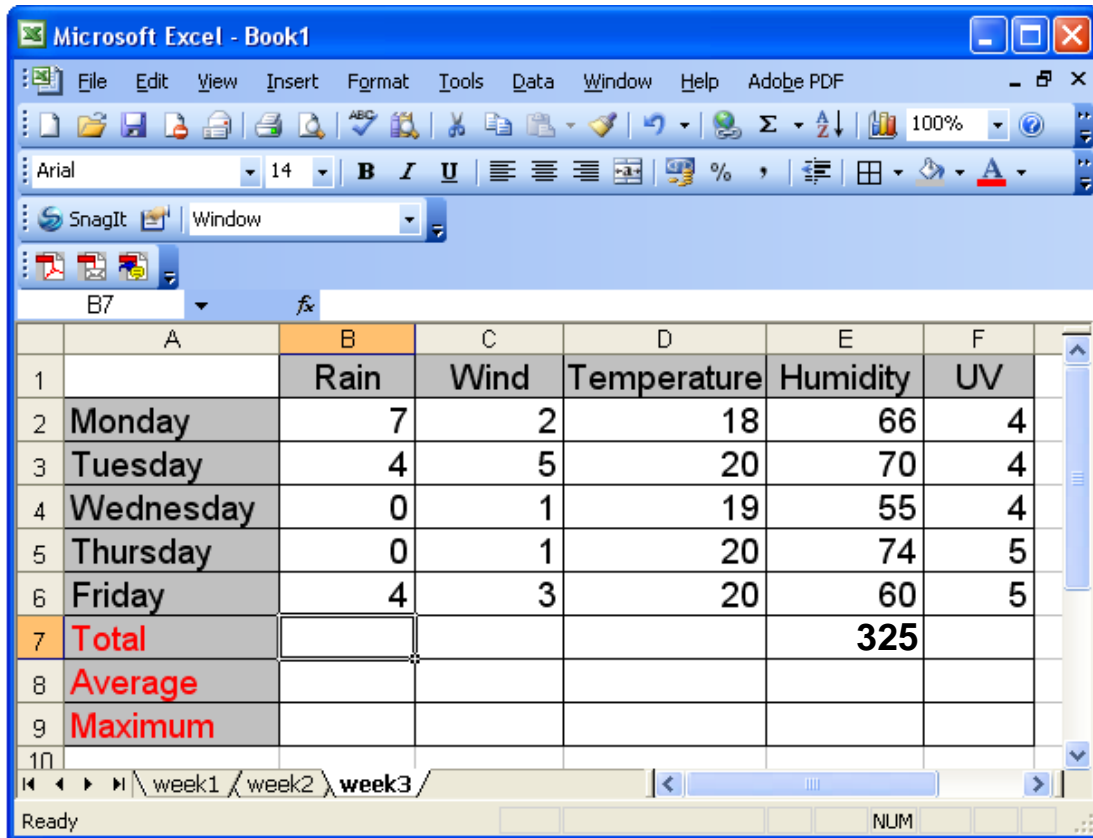 Microsoft Excel - Book1
File Edit View Insert Format Tools Data Window Help Adobe PDF
ABC Σ A Z 100% ?
Arial 14 B I U a % , A
SnagIt Window
B7 fx
A B C D E F
1 Rain Wind Temperature Humidity UV
2 Monday 7 2 18 66 4
3 Tuesday 4 5 20 70 4
4 Wednesday 0 1 19 55 4
5 Thursday 0 1 20 74 5
6 Friday 4 3 20 60 5
7 Total 325
8 Average
9 Maximum
10
week1 week2 week3
Ready NUM